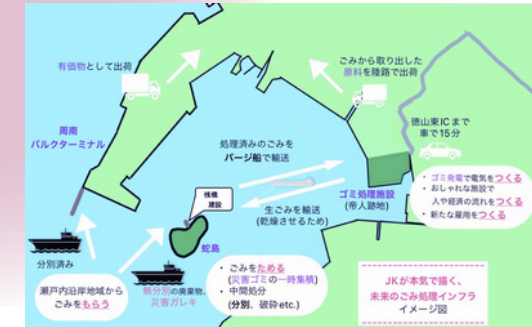 有価物として出荷
ごみから取り出した
原料を陸路で出荷
周南
バルクターミナル
処理済みのごみを
バージ船で輸送
徳山東ICまで
車で15分
桟橋
建設
ゴミ処理施設
(帝人跡地)
・ゴミ発電で電気をつくる
・おしゃれな施設で
人や経済の流れをつくる
・新たな雇用をつくる
生ごみを輸送
(乾燥させるため)
蛇島
分別済み
瀬戸内沿岸地域から
ごみをもらう
無分別の廃棄物、
災害ガレキ
・ごみをためる
(災害ゴミの一時集積)
・中間処分
(分別、破砕etc.)
JKが本気で描く、
未来のごみ処理インフラ
イメージ図